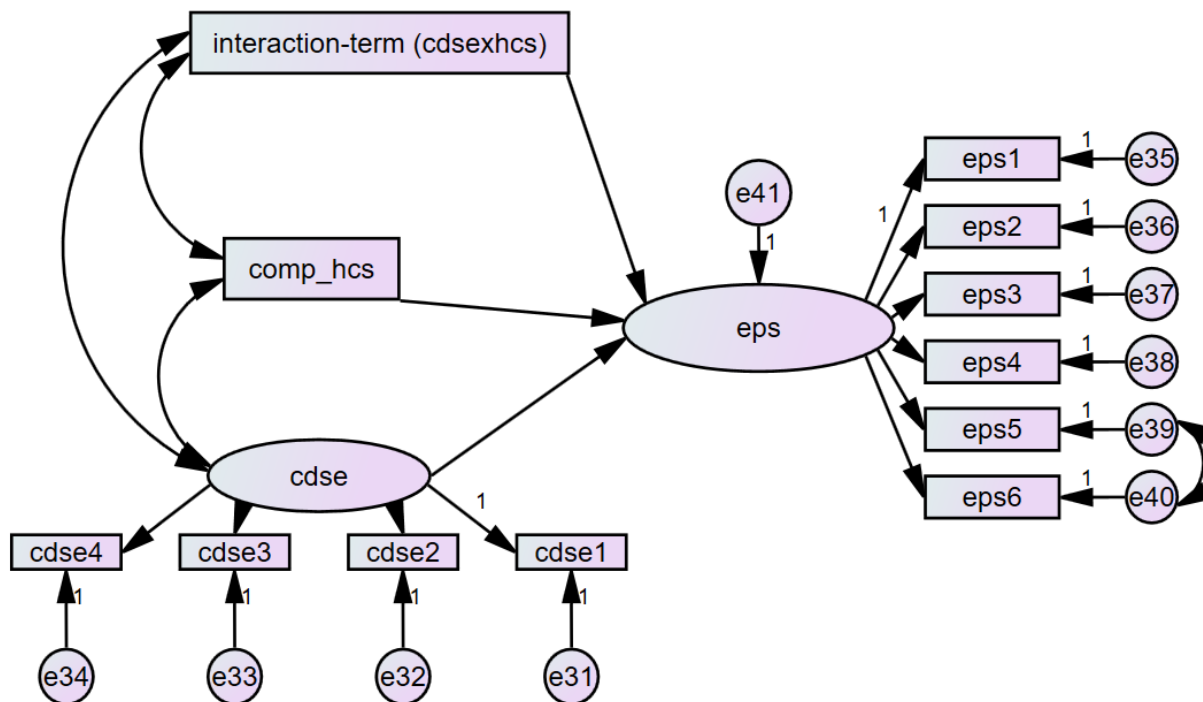 interaction-term (cdsexhcs)
comp_hcs
cdse
cdse4
cdse3
cdse2
cdse1
1
1
1
1
1
e34
e33
e32
e31
e41
1
eps
1
eps1
1
e35
eps2
1
e36
eps3
1
e37
eps4
1
e38
eps5
1
e39
eps6
1
e40